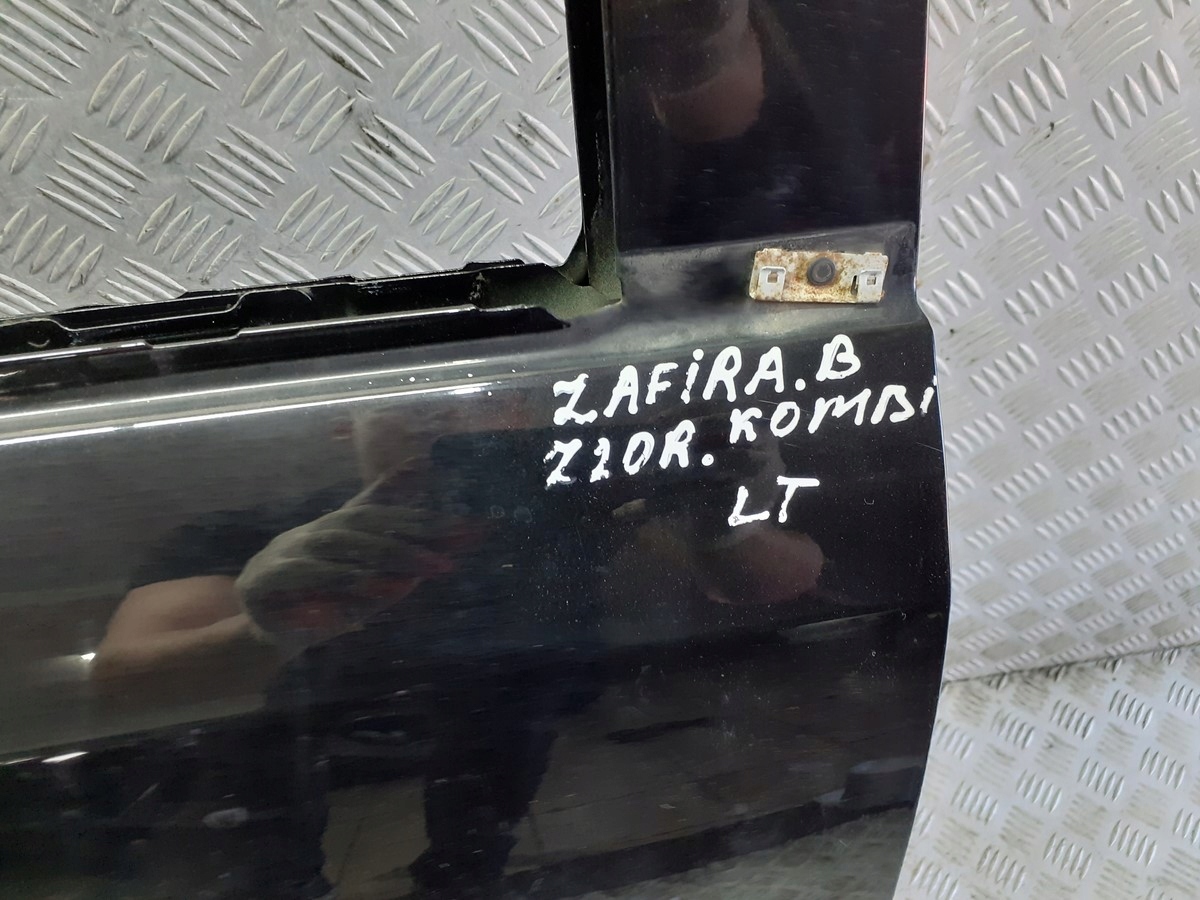 ZAFiRA.B
Z20R. KOMBi
LT